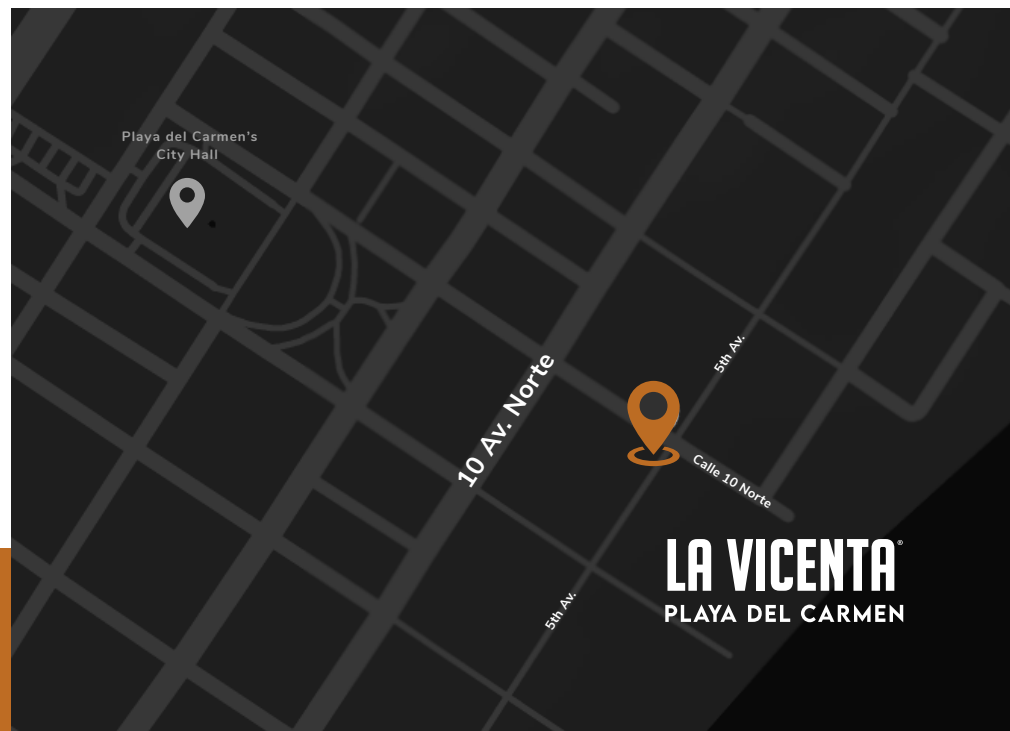 Playa del Carmen's
City Hall
5th Av.
10 Av. Norte
Calle 10 Norte
LA VICENTA®
PLAYA DEL CARMEN
5th Av.